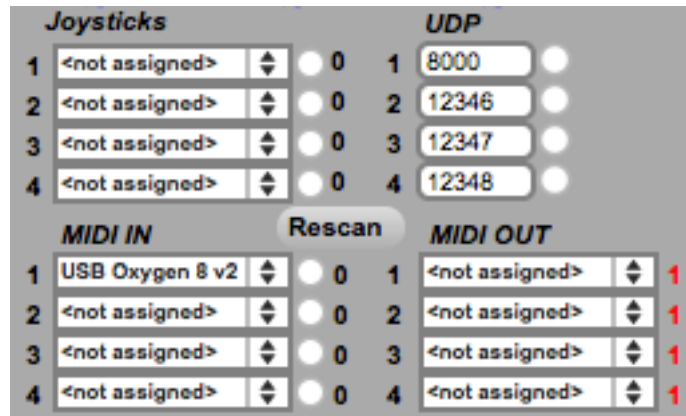 Joysticks UDP
1 <not assigned> 0 1 8000
2 <not assigned> 0 2 12346
3 <not assigned> 0 3 12347
4 <not assigned> 0 4 12348
MIDI IN Rescan MIDI OUT
1 USB Oxygen 8 v2 0 1 <not assigned> 1
2 <not assigned> 0 2 <not assigned> 1
3 <not assigned> 0 3 <not assigned> 1
4 <not assigned> 0 4 <not assigned> 1